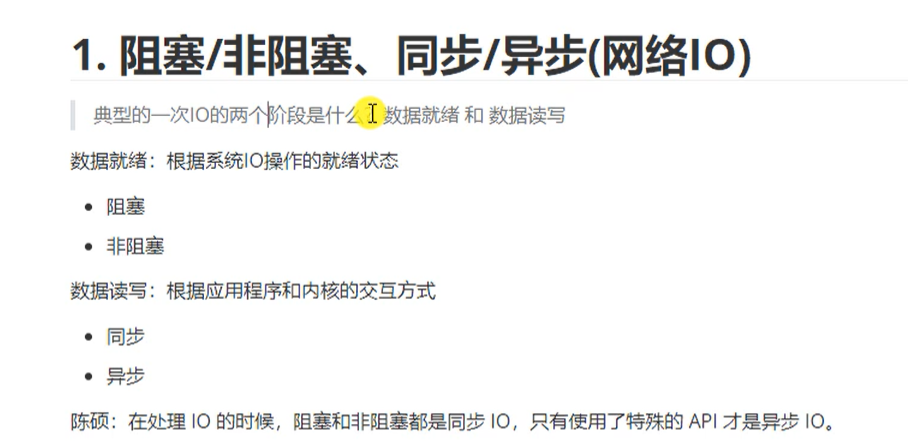 1. 阻塞/非阻塞、同步/异步(网络IO)
典型的一次IO的两个阶段是什么 数据就绪 和 数据读写
数据就绪：根据系统IO操作的就绪状态
阻塞
非阻塞
数据读写：根据应用程序和内核的交互方式
同步
异步
陈硕：在处理 IO 的时候，阻塞和非阻塞都是同步 IO，只有使用了特殊的 API 才是异步 IO。